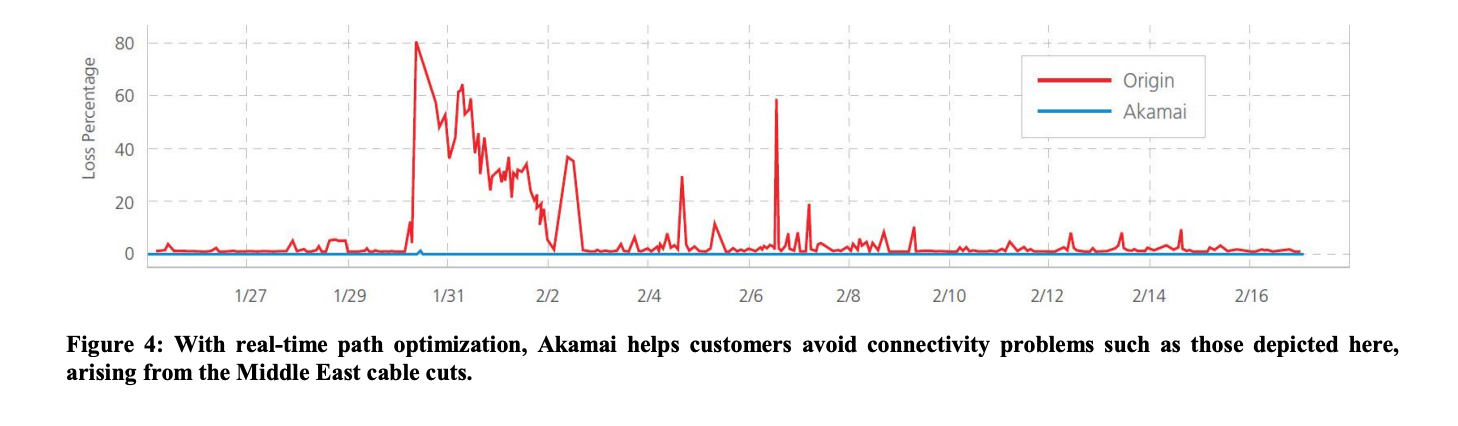 80
60
40
20
0
Loss Percentage
Origin
Akamai
1/27 1/29 1/31 2/2 2/4 2/6 2/8 2/10 2/12 2/14 2/16
Figure 4: With real-time path optimization, Akamai helps customers avoid connectivity problems such as those depicted here,
arising from the Middle East cable cuts.